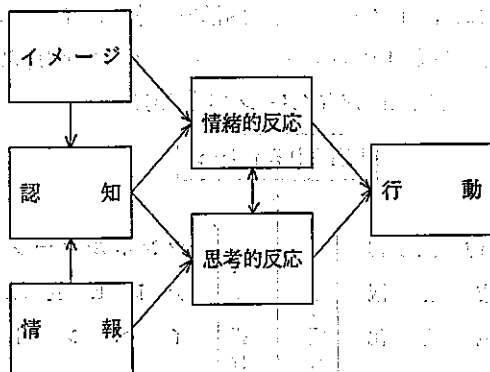 イメージ
情緒的反応
認知
行動
思考的反応
情報